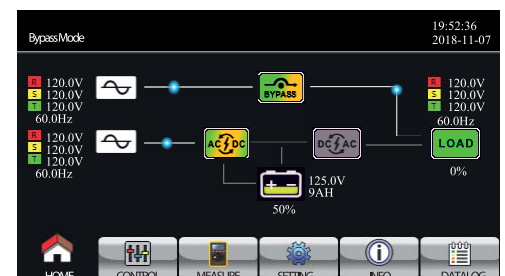 19:52:36
Bypass Mode
2018-11-07
R 120.0V
S 120.0V
T 120.0V
60.0Hz
BYPASS
R 120.0V
S 120.0V
T 120.0V
60.0Hz
R 120.0V
S 120.0V
T 120.0V
60.0Hz
AC DC
DC AC
LOAD
0%
+ -
125.0V
9AH
50%
HOME
CONTROL
MEASURE
SETTING
INFO
DATALOG